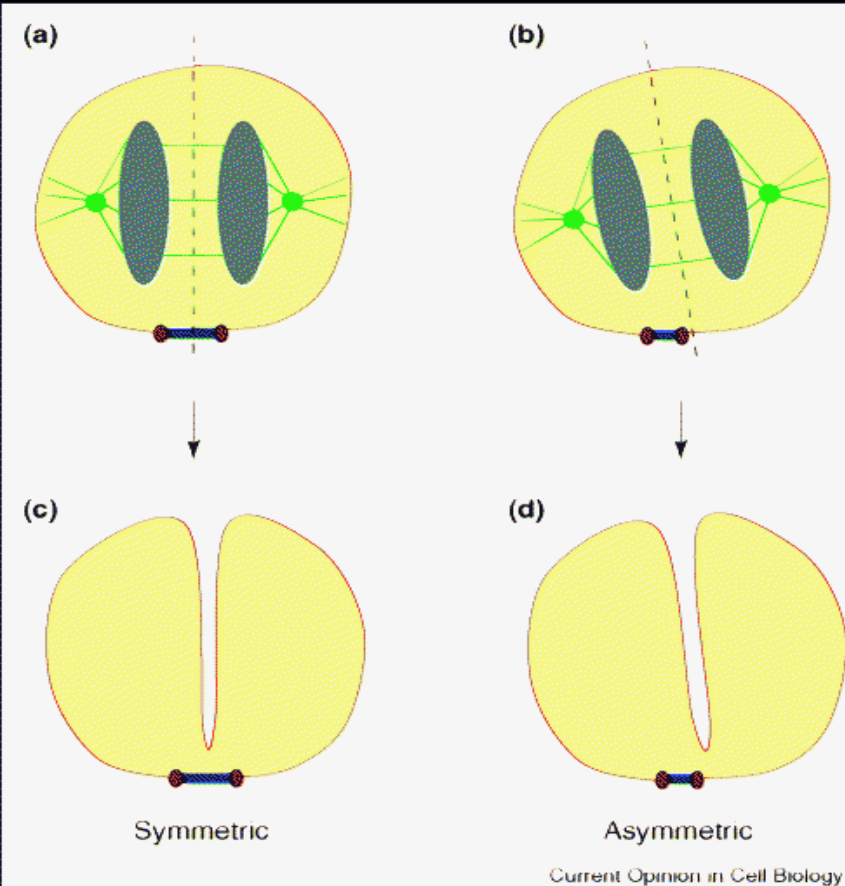 (a)
(b)
(c)
(d)
Symmetric
Asymmetric
Current Opinion in Cell Biology